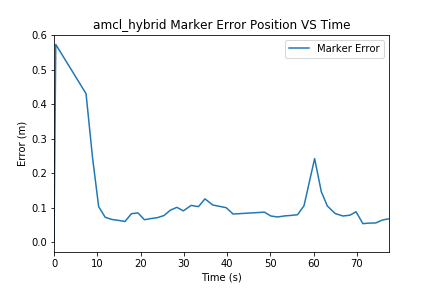 amcl_hybrid Marker Error Position VS Time
Marker Error
Error (m)
0.6
0.5
0.4
0.3
0.2
0.1
0.0
0 10 20 30 40 50 60 70
Time (s)